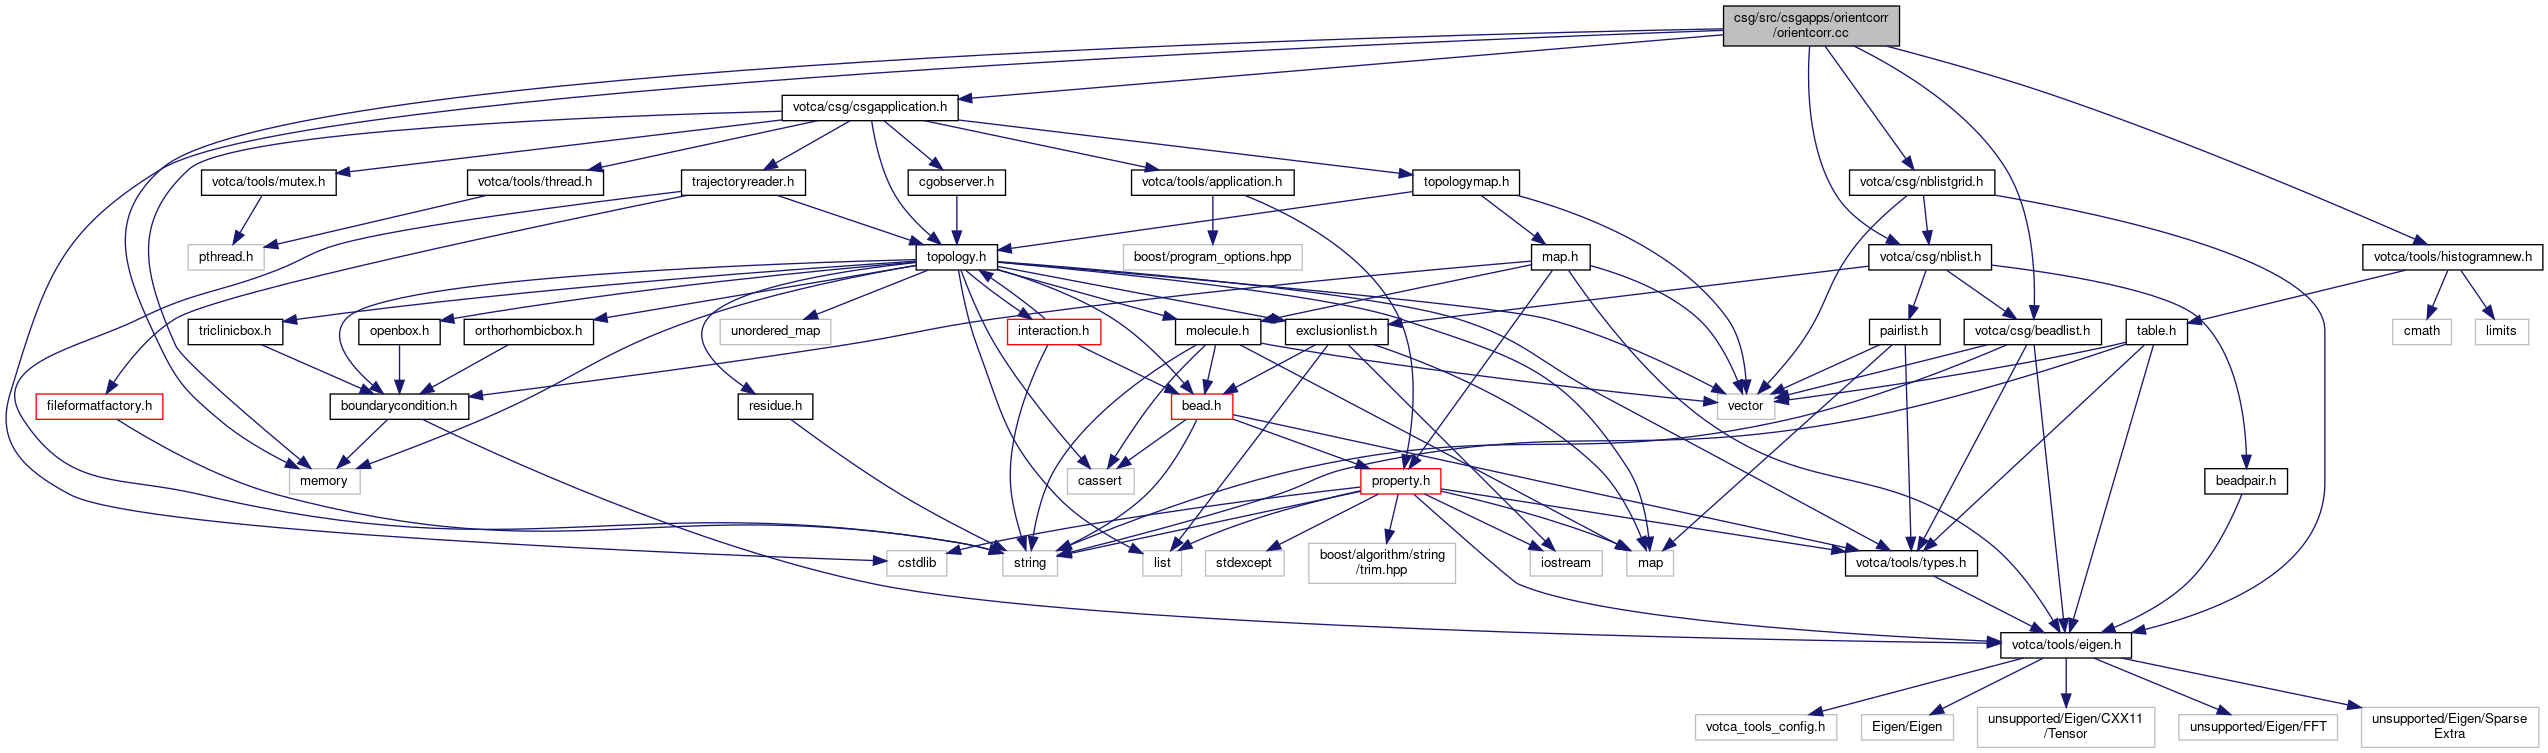 csg/src/csgapps/orientcorr
/orientcorr.cc
votca/csg/csgapplication.h
votca/tools/mutex.h
votca/tools/thread.h
trajectoryreader.h
cgobserver.h
votca/tools/application.h
topologymap.h
votca/csg/nblistgrid.h
pthread.h
topology.h
boost/program_options.hpp
map.h
votca/csg/nblist.h
votca/tools/histogramnew.h
triclinicbox.h
openbox.h
orthorhombicbox.h
unordered_map
interaction.h
molecule.h
exclusionlist.h
pairlist.h
votca/csg/beadlist.h
table.h
cmath
limits
fileformatfactory.h
boundarycondition.h
residue.h
bead.h
vector
memory
cassert
property.h
beadpair.h
cstdlib
string
list
stdexcept
boost/algorithm/string
/trim.hpp
iostream
map
votca/tools/types.h
votca/tools/eigen.h
votca_tools_config.h
Eigen/Eigen
unsupported/Eigen/CXX11
/Tensor
unsupported/Eigen/FFT
unsupported/Eigen/Sparse
Extra